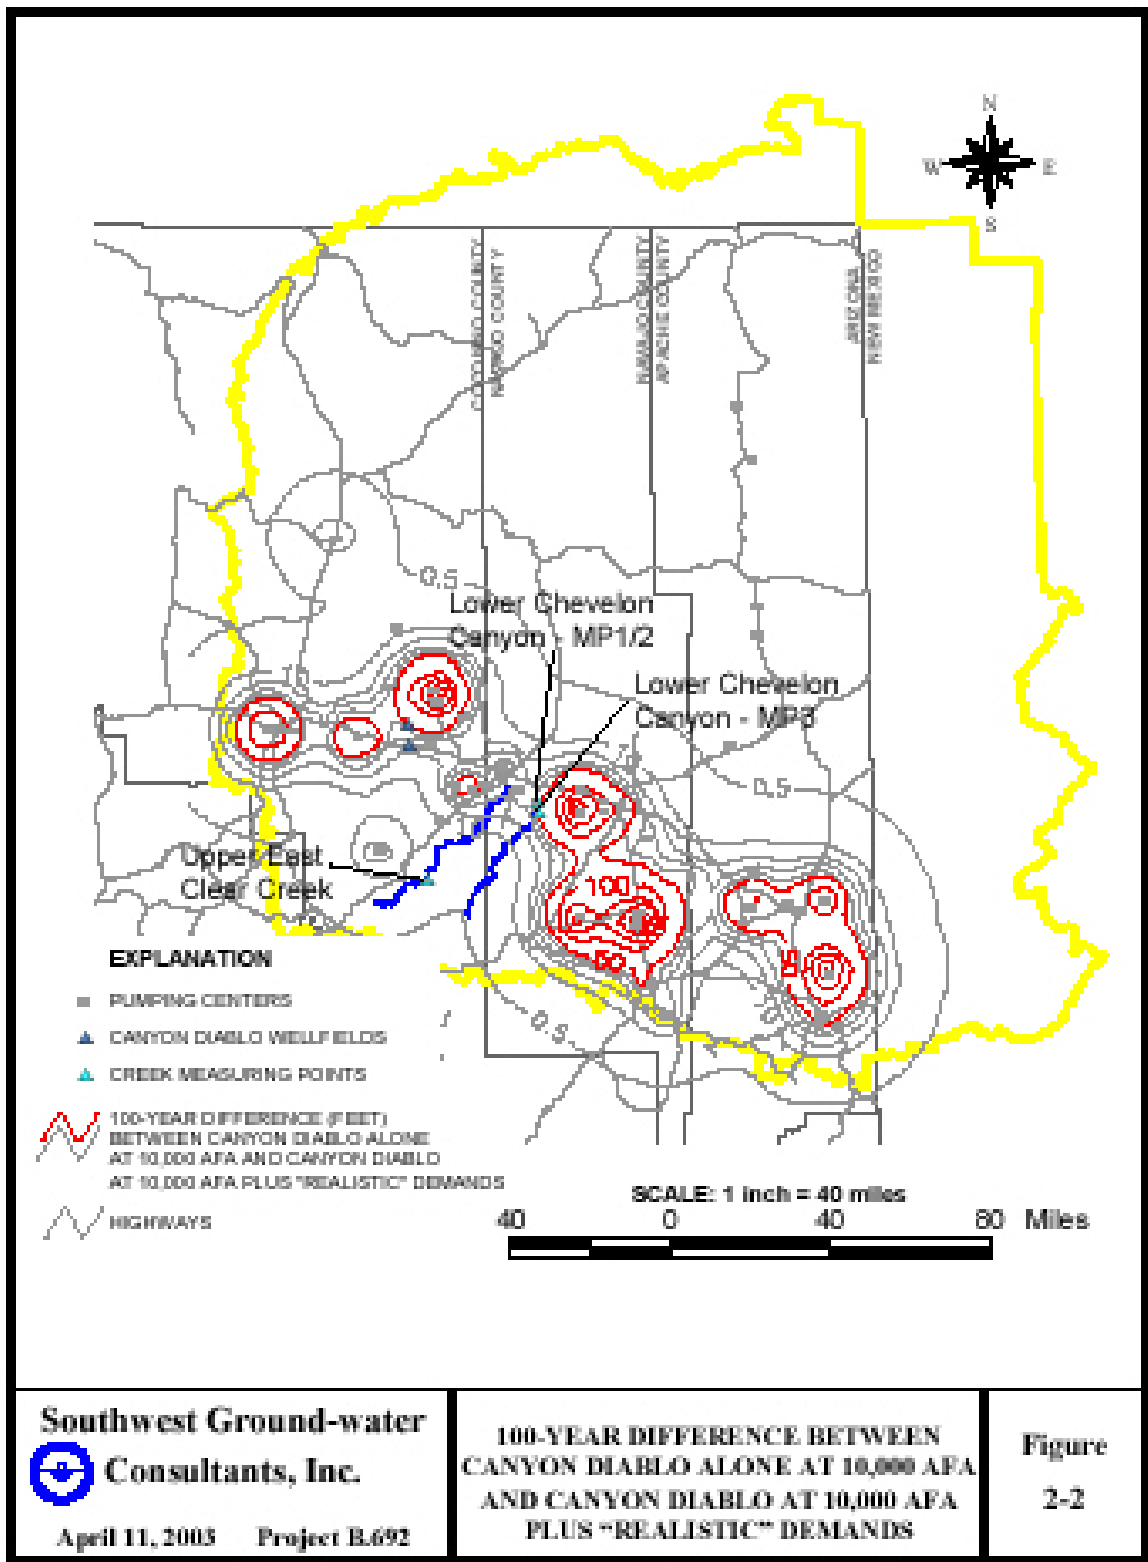 N
W
E
S
COCONINO COUNTY
NAVAJO COUNTY
NAVAJO COUNTY
APACHE COUNTY
ARIZONA
NEW MEXICO
0.5
Lower Chevelon
Canyon - MP1/2
Lower Chevelon
Canyon - MP3
0.5
Upper East
Clear Creek
100
50
0.5
EXPLANATION
PUMPING CENTERS
CANYON DIABLO WELLFIELDS
CREEK MEASURING POINTS
100-YEAR DIFFERENCE (FEET)
BETWEEN CANYON DIABLO ALONE
AT 10,000 AFA AND CANYON DIABLO
AT 10,000 AFA PLUS "REALISTIC" DEMANDS
HIGHWAYS
SCALE: 1 inch = 40 miles
40 0 40 80 Miles
Southwest Ground-water
Consultants, Inc.
April 11, 2003 Project B.692
100-YEAR DIFFERENCE BETWEEN
CANYON DIABLO ALONE AT 10,000 AFA
AND CANYON DIABLO AT 10,000 AFA
PLUS "REALISTIC" DEMANDS
Figure
2-2